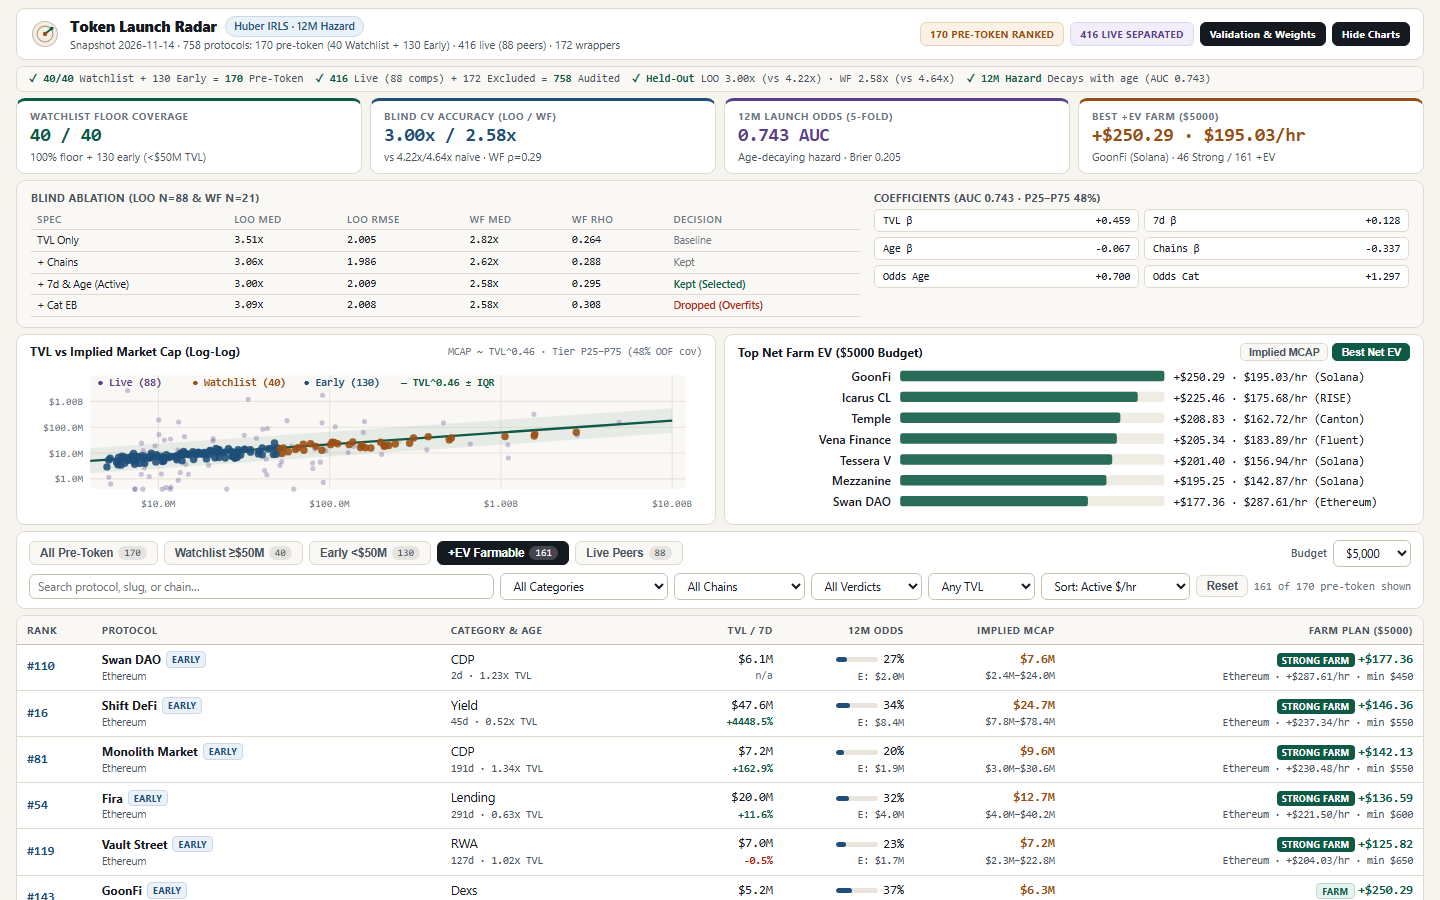 Token Launch Radar Huber IRLS · 12M Hazard
Snapshot 2026-11-14 · 758 protocols: 170 pre-token (40 Watchlist + 130 Early) · 416 live (88 peers) · 172 wrappers
170 PRE-TOKEN RANKED 416 LIVE SEPARATED Validation & Weights Hide Charts
✓ 40/40 Watchlist + 130 Early = 170 Pre-Token ✓ 416 Live (88 comps) + 172 Excluded = 758 Audited ✓ Held-Out LOO 3.00x (vs 4.22x) · WF 2.58x (vs 4.64x) ✓ 12M Hazard Decays with age (AUC 0.743)
WATCHLIST FLOOR COVERAGE
40 / 40
100% floor + 130 early (<$50M TVL)
BLIND CV ACCURACY (LOO / WF)
3.00x / 2.58x
vs 4.22x/4.64x naive · WF ρ=0.29
12M LAUNCH ODDS (5-FOLD)
0.743 AUC
Age-decaying hazard · Brier 0.205
BEST +EV FARM ($5000)
+$250.29 · $195.03/hr
GoonFi (Solana) · 46 Strong / 161 +EV
BLIND ABLATION (LOO N=88 & WF N=21)
SPEC LOO MED LOO RMSE WF MED WF RHO DECISION
TVL Only 3.51x 2.005 2.82x 0.264 Baseline
+ Chains 3.06x 1.986 2.62x 0.288 Kept
+ 7d & Age (Active) 3.00x 2.009 2.58x 0.295 Kept (Selected)
+ Cat EB 3.09x 2.008 2.58x 0.308 Dropped (Overfits)
COEFFICIENTS (AUC 0.743 · P25–P75 48%)
TVL β +0.459 7d β +0.128
Age β -0.067 Chains β -0.337
Odds Age +0.700 Odds Cat +1.297
TVL vs Implied Market Cap (Log-Log) MCAP ~ TVL^0.46 · Tier P25–P75 (48% OOF cov)
Live (88) Watchlist (40) Early (130) — TVL^0.46 ± IQR
$1.00B
$100.0M
$10.0M
$1.0M
$10.0M $100.0M $1.00B $10.00B
Top Net Farm EV ($5000 Budget) Implied MCAP Best Net EV
GoonFi +$250.29 · $195.03/hr (Solana)
Icarus CL +$225.46 · $175.68/hr (RISE)
Temple +$208.83 · $162.72/hr (Canton)
Vena Finance +$205.34 · $183.89/hr (Fluent)
Tessera V +$201.40 · $156.94/hr (Solana)
Mezzanine +$195.25 · $142.87/hr (Solana)
Swan DAO +$177.36 · $287.61/hr (Ethereum)
All Pre-Token 170 Watchlist ≥$50M 40 Early <$50M 130 +EV Farmable 161 Live Peers 88 Budget $5,000
Search protocol, slug, or chain... All Categories All Chains All Verdicts Any TVL Sort: Active $/hr Reset 161 of 170 pre-token shown
RANK PROTOCOL CATEGORY & AGE TVL / 7D 12M ODDS IMPLIED MCAP FARM PLAN ($5000)
#110 Swan DAO EARLY CDP $6.1M 27% $7.6M STRONG FARM +$177.36
Ethereum 2d · 1.23x TVL n/a E: $2.0M $2.4M–$24.0M Ethereum · +$287.61/hr · min $450
#16 Shift DeFi EARLY Yield $47.6M 34% $24.7M STRONG FARM +$146.36
Ethereum 45d · 0.52x TVL +4448.5% E: $8.4M $7.8M–$78.4M Ethereum · +$237.34/hr · min $550
#81 Monolith Market EARLY CDP $7.2M 20% $9.6M STRONG FARM +$142.13
Ethereum 191d · 1.34x TVL +162.9% E: $1.9M $3.0M–$30.6M Ethereum · +$230.48/hr · min $550
#54 Fira EARLY Lending $20.0M 32% $12.7M STRONG FARM +$136.59
Ethereum 291d · 0.63x TVL +11.6% E: $4.0M $4.0M–$40.2M Ethereum · +$221.50/hr · min $600
#119 Vault Street EARLY RWA $7.0M 23% $7.2M STRONG FARM +$125.82
Ethereum 127d · 1.02x TVL -0.5% E: $1.7M $2.3M–$22.8M Ethereum · +$204.03/hr · min $650
#143 GoonFi EARLY Dexs $5.2M 37% $6.3M FARM +$250.29